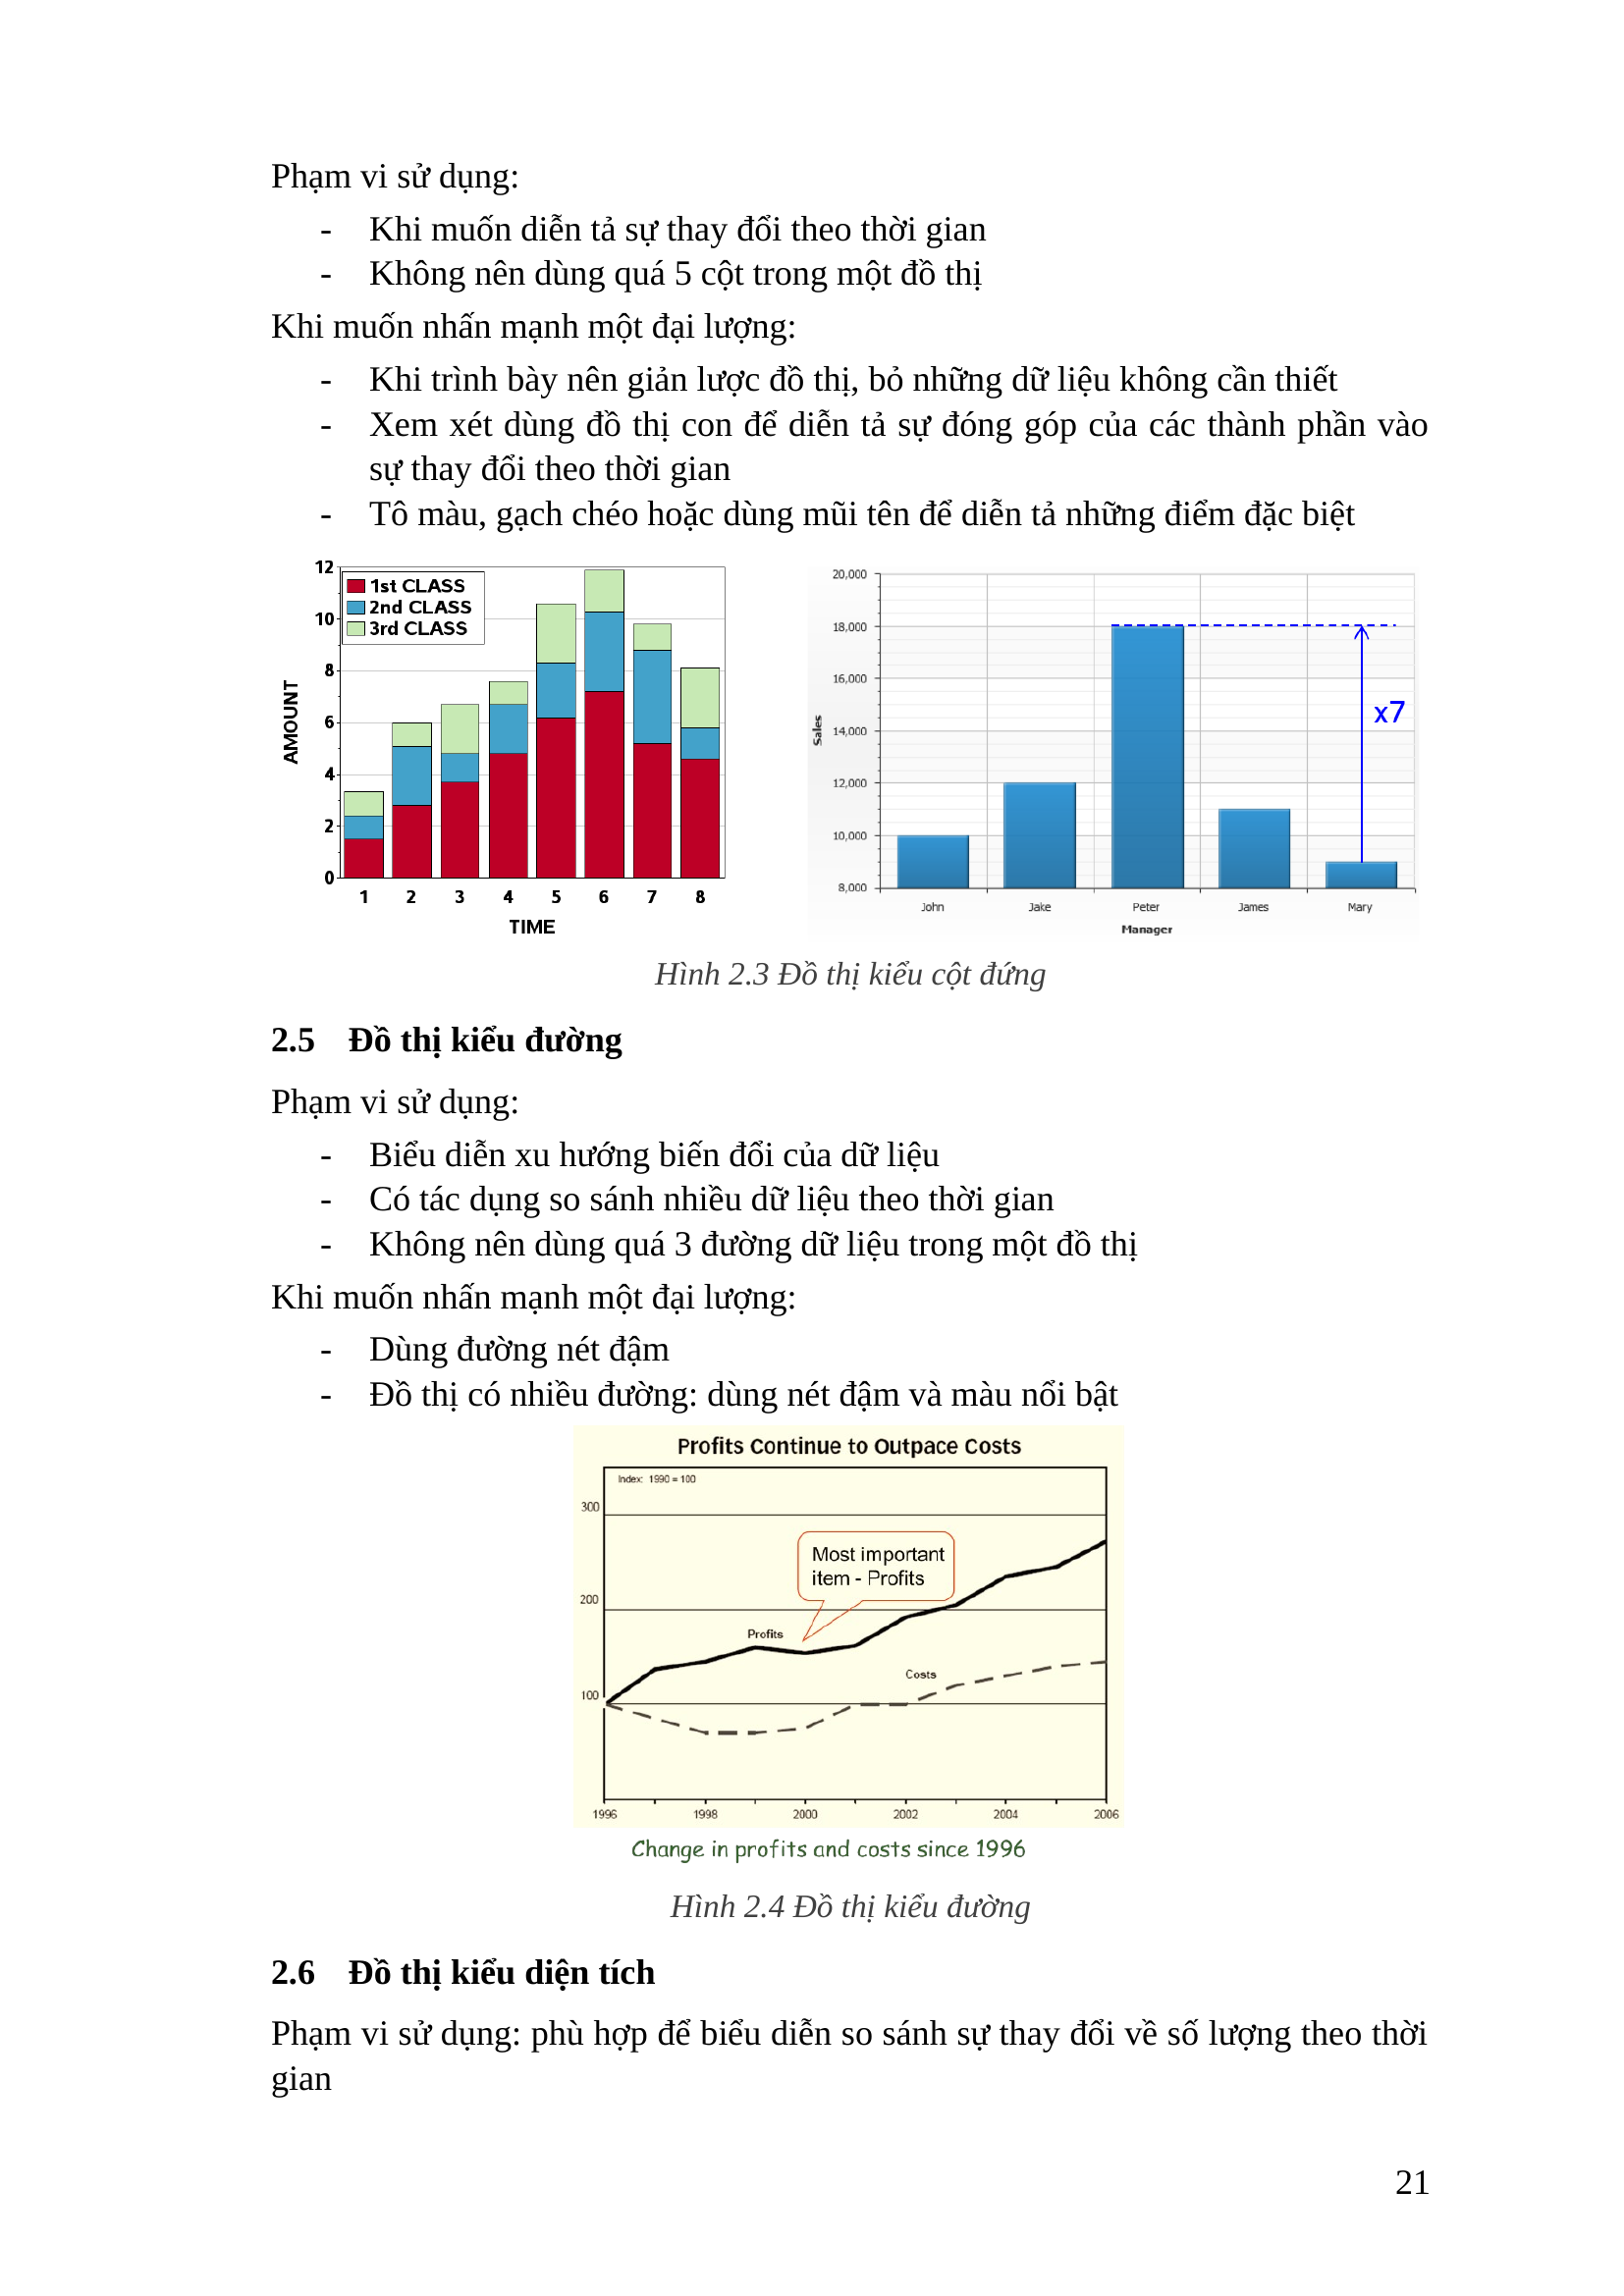 Phạm vi sử dụng:
- Khi muốn diễn tả sự thay đổi theo thời gian
- Không nên dùng quá 5 cột trong một đồ thị
Khi muốn nhấn mạnh một đại lượng:
- Khi trình bày nên giản lược đồ thị, bỏ những dữ liệu không cần thiết
- Xem xét dùng đồ thị con để diễn tả sự đóng góp của các thành phần vào
sự thay đổi theo thời gian
- Tô màu, gạch chéo hoặc dùng mũi tên để diễn tả những điểm đặc biệt
12
10
8
6
4
2
0
AMOUNT
1st CLASS
2nd CLASS
3rd CLASS
1 2 3 4 5 6 7 8
TIME
20,000
18,000
16,000
14,000
12,000
10,000
8,000
Sales
x7
John Jake Peter James Mary
Manager
Hình 2.3 Đồ thị kiểu cột đứng
2.5 Đồ thị kiểu đường
Phạm vi sử dụng:
- Biểu diễn xu hướng biến đổi của dữ liệu
- Có tác dụng so sánh nhiều dữ liệu theo thời gian
- Không nên dùng quá 3 đường dữ liệu trong một đồ thị
Khi muốn nhấn mạnh một đại lượng:
- Dùng đường nét đậm
- Đồ thị có nhiều đường: dùng nét đậm và màu nổi bật
Profits Continue to Outpace Costs
Index: 1990 = 100
300
Most important
item - Profits
200
Profits
Costs
100
1996 1998 2000 2002 2004 2006
Change in profits and costs since 1996
Hình 2.4 Đồ thị kiểu đường
2.6 Đồ thị kiểu diện tích
Phạm vi sử dụng: phù hợp để biểu diễn so sánh sự thay đổi về số lượng theo thời
gian
21